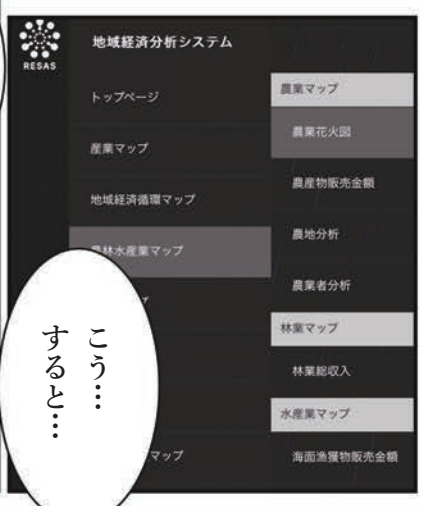 RESAS
地域経済分析システム
トップページ
産業マップ
地域経済循環マップ
林水産業マップ
マップ
農業マップ
農業花火図
農産物販売金額
農地分析
農業者分析
林業マップ
林業総収入
水産業マップ
海面漁獲物販売金額
こう…
すると…